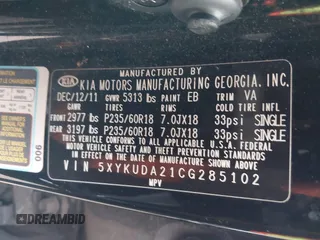 MANUFACTURED BY
KIA KIA MOTORS MANUFACTURING GEORGIA, INC.
DEC/12/11 GVWR 5313 lbs PAINT EB TRIM VA
GAWR TIRES RIMS COLD TIRE INFL
FRONT 2977 lbs P235/60R18 7.0JX18 33psi SINGLE
REAR 3197 lbs P235/60R18 7.0JX18 33psi SINGLE
THIS VEHICLE CONFORMS TO ALL APPLICABLE U.S.A. FEDERAL
MOTOR VEHICLE SAFETY AND THEFT PREVENTION
STANDARDS IN EFFECT ON THE DATE OF
MANUFACTURE SHOWN ABOVE.
VIN 5XYKUDA21CG285102
MPV
900
DREAMBID